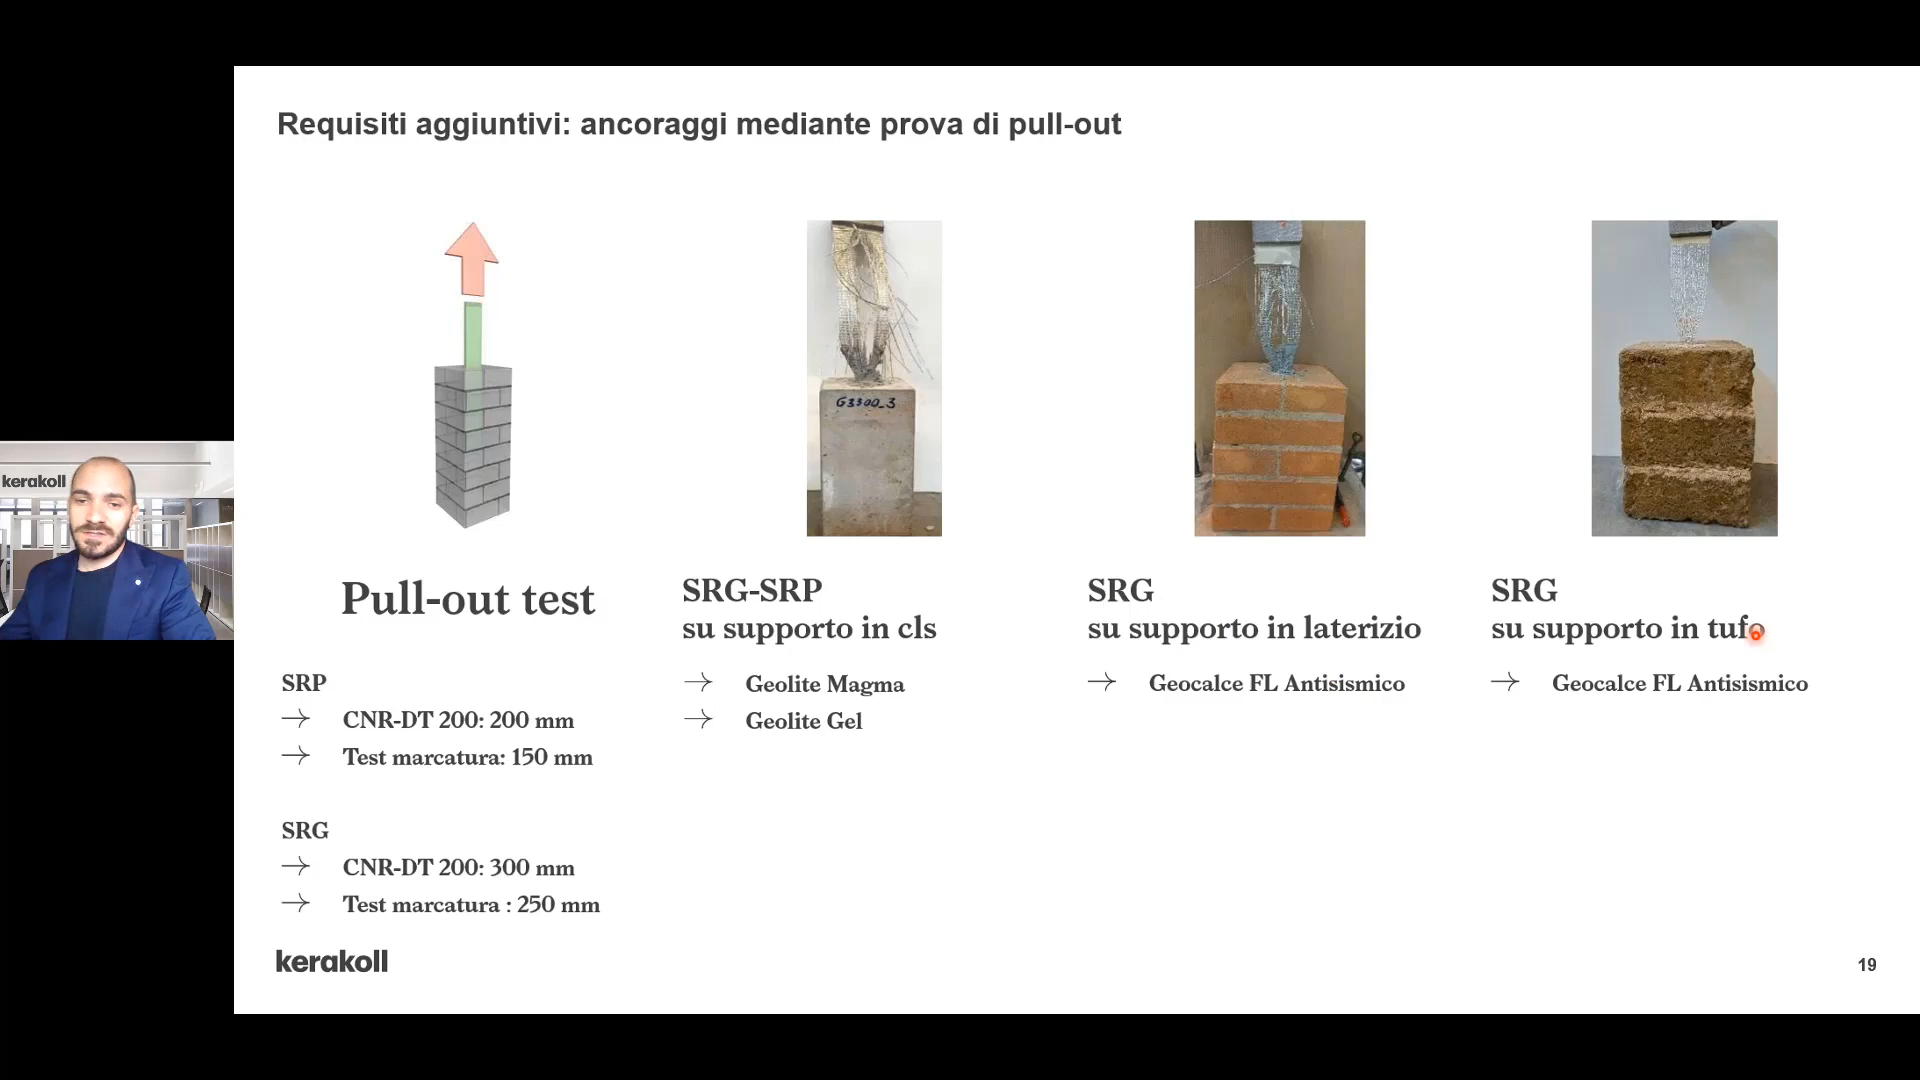 Requisiti aggiuntivi: ancoraggi mediante prova di pull-out
G3300_3
kerakoll
Pull-out test
SRP
→ CNR-DT 200: 200 mm
→ Test marcatura: 150 mm
SRG
→ CNR-DT 200: 300 mm
→ Test marcatura : 250 mm
SRG-SRP
su supporto in cls
→ Geolite Magma
→ Geolite Gel
SRG
su supporto in laterizio
→ Geocalce FL Antisismico
SRG
su supporto in tufo
→ Geocalce FL Antisismico
kerakoll
19